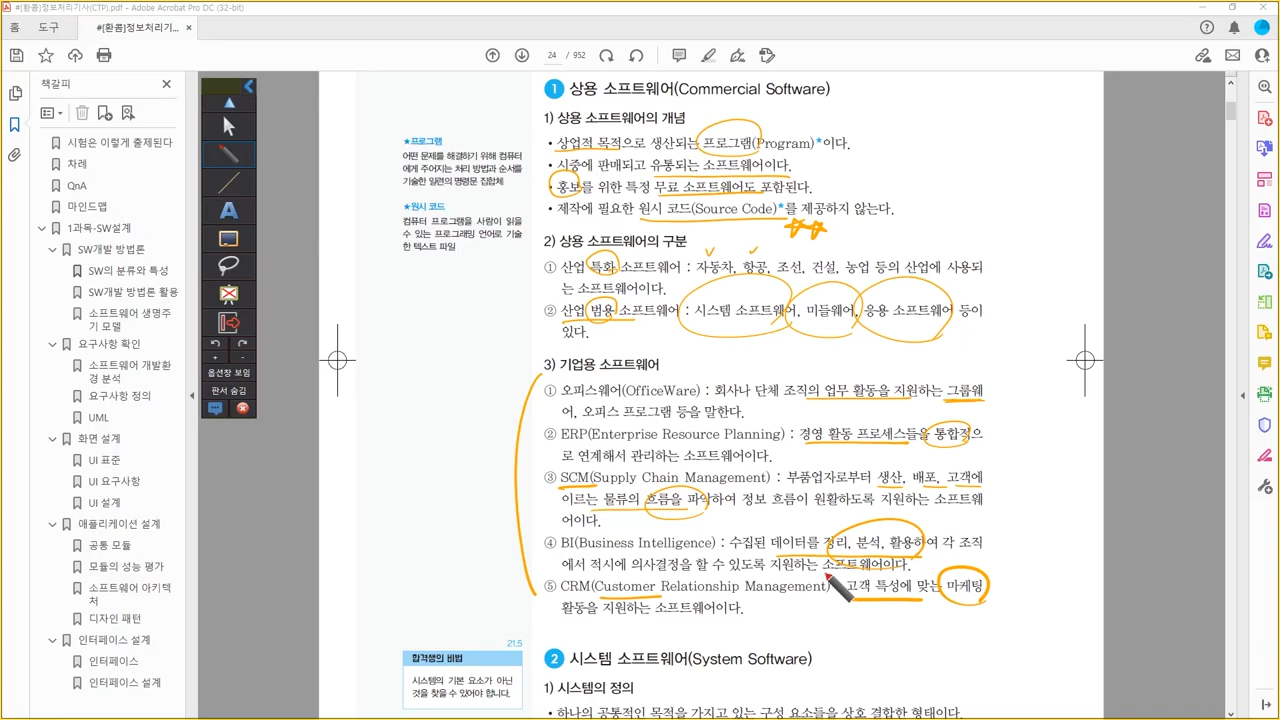 #[환콤]정보처리기사(CTP).pdf - Adobe Acrobat Pro DC (32-bit)
홈
도구
#[환콤]정보처리기...
24 / 952
책갈피
시험은 이렇게 출제된다
차례
QnA
마인드맵
1과목-SW설계
SW개발 방법론
SW의 분류와 특성
SW개발 방법론 활용
소프트웨어 생명주
기 모델
요구사항 확인
소프트웨어 개발환
경 분석
요구사항 정의
UML
화면 설계
UI 표준
UI 요구사항
UI 설계
애플리케이션 설계
공통 모듈
모듈의 성능 평가
소프트웨어 아키텍
처
디자인 패턴
인터페이스 설계
인터페이스
인터페이스 설계
옵션창 보임
판서 숨김
★프로그램
어떤 문제를 해결하기 위해 컴퓨터
에게 주어지는 처리 방법과 순서를
기술한 일련의 명령문 집합체
★원시 코드
컴퓨터 프로그램을 사람이 읽을
수 있는 프로그래밍 언어로 기술
한 텍스트 파일
1 상용 소프트웨어(Commercial Software)
1) 상용 소프트웨어의 개념
• 상업적 목적으로 생산되는 프로그램(Program)★이다.
• 시중에 판매되고 유통되는 소프트웨어이다.
• 홍보를 위한 특정 무료 소프트웨어도 포함된다.
• 제작에 필요한 원시 코드(Source Code)★를 제공하지 않는다.
2) 상용 소프트웨어의 구분
① 산업 특화 소프트웨어 : 자동차, 항공, 조선, 건설, 농업 등의 산업에 사용되
는 소프트웨어이다.
② 산업 범용 소프트웨어 : 시스템 소프트웨어, 미들웨어, 응용 소프트웨어 등이
있다.
3) 기업용 소프트웨어
① 오피스웨어(OfficeWare) : 회사나 단체 조직의 업무 활동을 지원하는 그룹웨
어, 오피스 프로그램 등을 말한다.
② ERP(Enterprise Resource Planning) : 경영 활동 프로세스들을 통합적으
로 연계해서 관리하는 소프트웨어이다.
③ SCM(Supply Chain Management) : 부품업자로부터 생산, 배포, 고객에
이르는 물류의 흐름을 파악하여 정보 흐름이 원활하도록 지원하는 소프트웨
어이다.
④ BI(Business Intelligence) : 수집된 데이터를 정리, 분석, 활용하여 각 조직
에서 적시에 의사결정을 할 수 있도록 지원하는 소프트웨어이다.
⑤ CRM(Customer Relationship Management) 고객 특성에 맞는 마케팅
활동을 지원하는 소프트웨어이다.
21.5
합격생의 비법
시스템의 기본 요소가 아닌
것을 찾을 수 있어야 합니다.
2 시스템 소프트웨어(System Software)
1) 시스템의 정의
• 하나의 공통적인 목적을 가지고 있는 구성 요소들을 상호 결합한 형태이다.